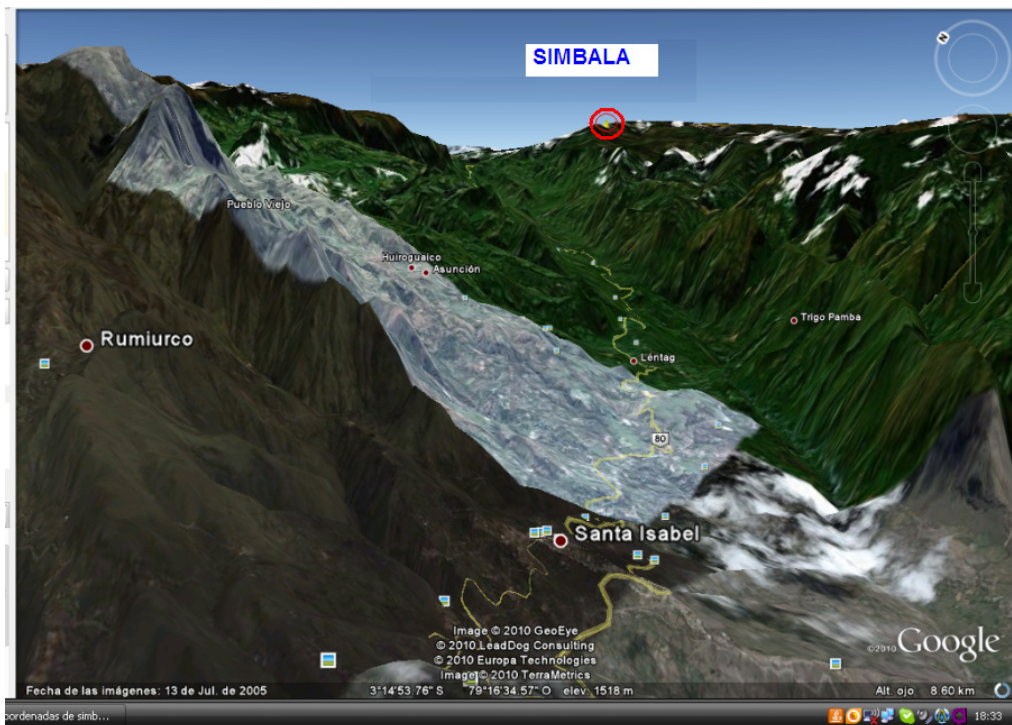 SIMBALA
N
Pueblo Viejo
Huiroguaico
Asunción
Trigo Pamba
Rumiurco
Léntag
80
Santa Isabel
Image © 2010 GeoEye
© 2010 LeadDog Consulting
© 2010 Europa Technologies
Image © 2010 TerraMetrics
©2010 Google
Fecha de las imágenes: 13 de Jul. de 2005 3°14'53.76" S 79°16'34.57" O elev. 1518 m Alt. ojo 8.60 km
oordenadas de simb... 18:33